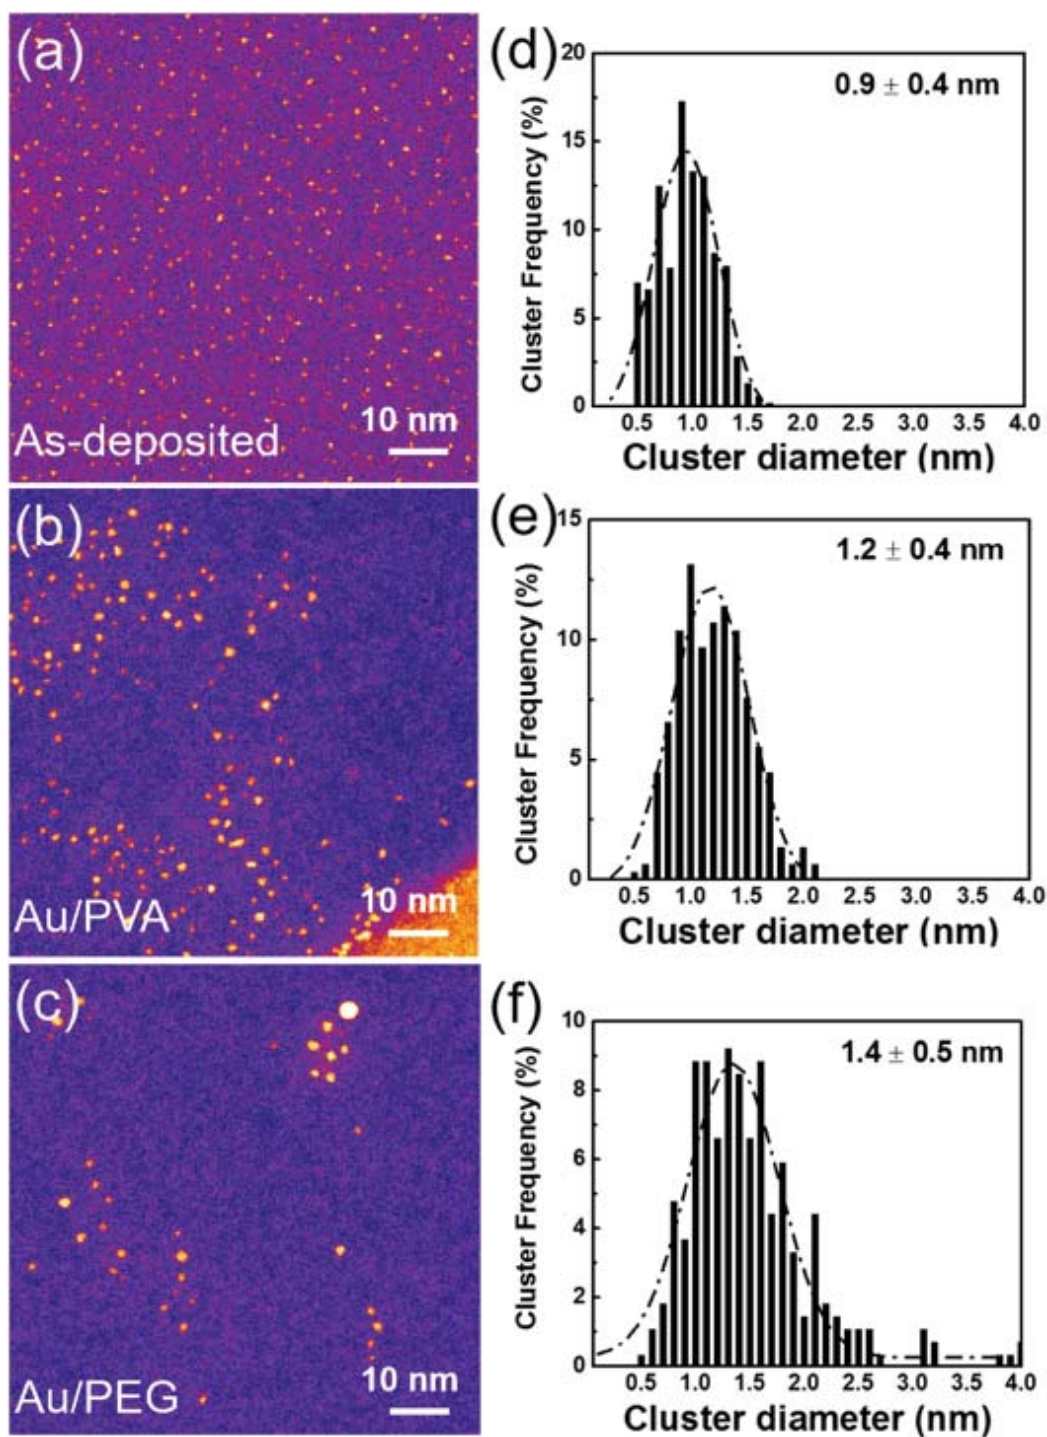 (a)
10 nm
As-deposited
(d)
20
15
10
5
0
Cluster Frequency (%)
0.9 ± 0.4 nm
0.5 1.0 1.5 2.0 2.5 3.0 3.5 4.0
Cluster diameter (nm)
(b)
10 nm
Au/PVA
(e)
15
10
5
0
Cluster Frequency (%)
1.2 ± 0.4 nm
0.5 1.0 1.5 2.0 2.5 3.0 3.5 4.0
Cluster diameter (nm)
(c)
10 nm
Au/PEG
(f)
10
8
6
4
2
0
Cluster Frequency (%)
1.4 ± 0.5 nm
0.5 1.0 1.5 2.0 2.5 3.0 3.5 4.0
Cluster diameter (nm)